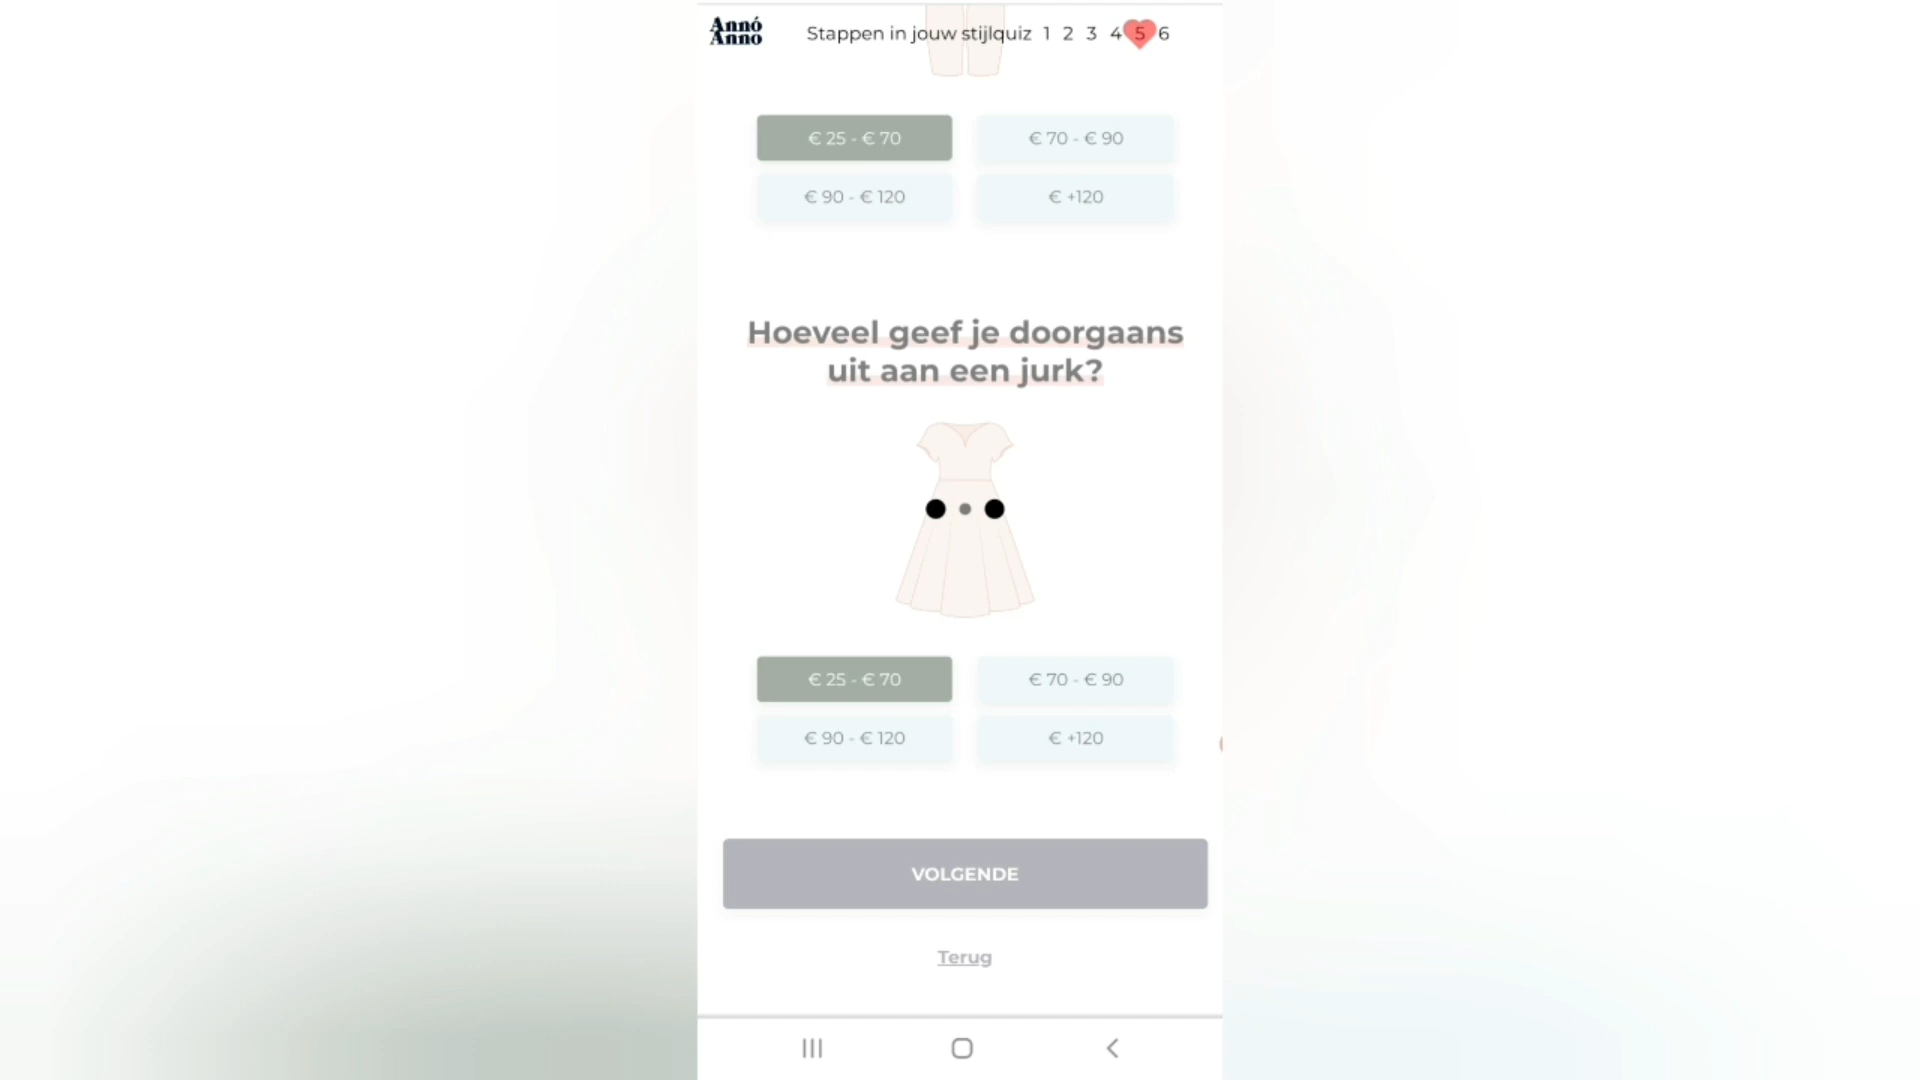 Annó
Anno
Stappen in jouw stijlquiz 1 2 3 4 5 6
€ 25 - € 70
€ 70 - € 90
€ 90 - € 120
€ +120
Hoeveel geef je doorgaans
uit aan een jurk?
€ 25 - € 70
€ 70 - € 90
€ 90 - € 120
€ +120
VOLGENDE
Terug